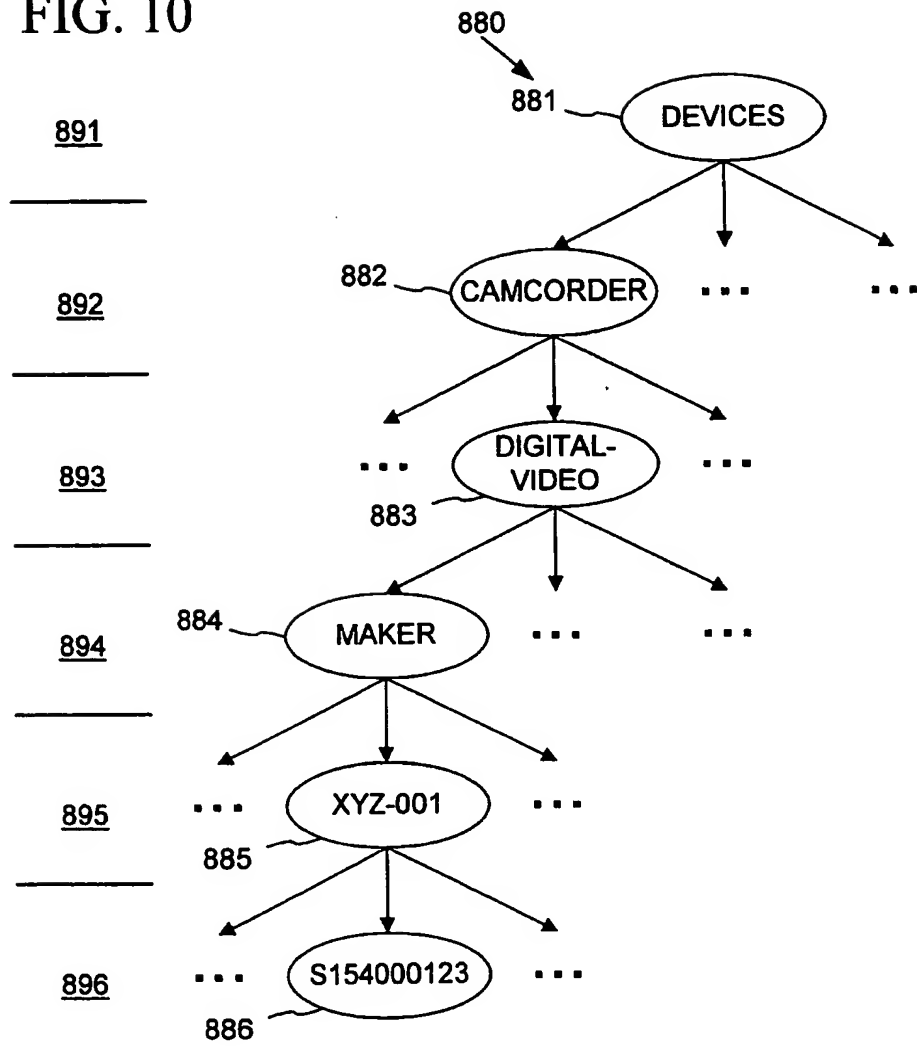 FIG. 10
880
881
DEVICES
891
882
CAMCORDER
...
...
892
...
DIGITAL-
VIDEO
...
893
883
884
MAKER
...
...
894
...
XYZ-001
...
895
885
...
S154000123
...
896
886